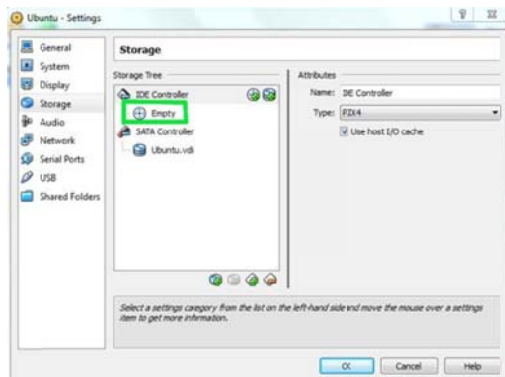 Ubuntu - Settings
General
System
Display
Storage
Audio
Network
Serial Ports
USB
Shared Folders
Storage
Storage Tree
IDE Controller
Empty
SATA Controller
Ubuntu.vdi
Attributes
Name: IDE Controller
Type: PIIX4
Use host I/O cache
Select a settings category from the list on the left-hand side and move the mouse over a settings
item to get more information.
OK Cancel Help